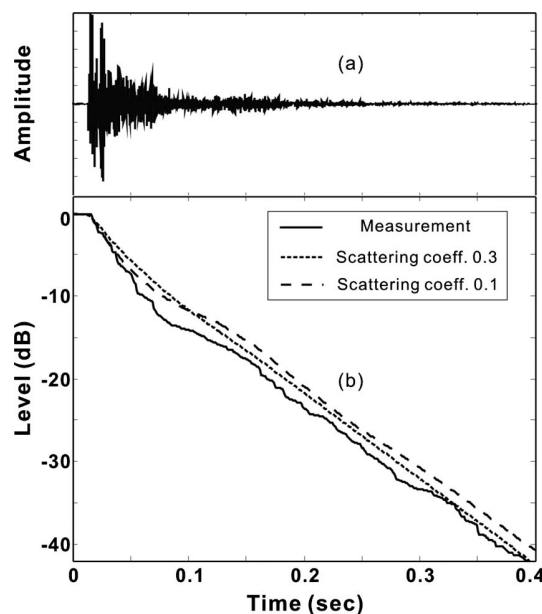 Amplitude
(a)
0
-10
-20
-30
-40
Level (dB)
Measurement
Scattering coeff. 0.3
Scattering coeff. 0.1
(b)
0 0.1 0.2 0.3 0.4
Time (sec)